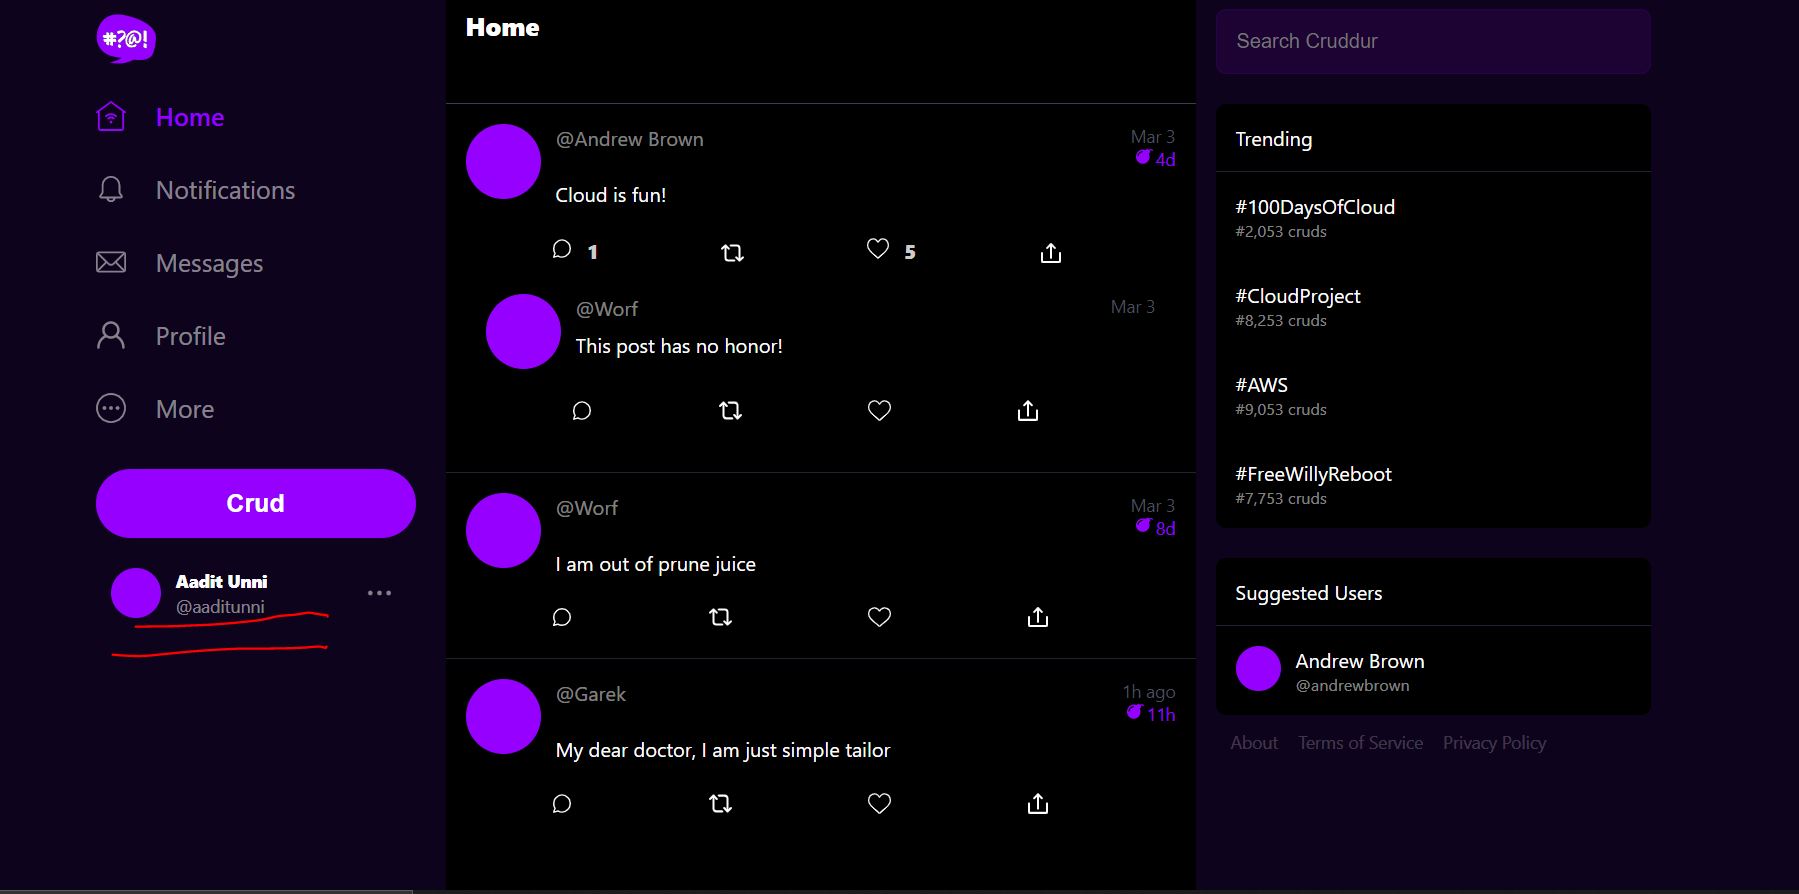 #?@!
Home
Notifications
Messages
Profile
More
Crud
Aadit Unni
@aaditunni
Home
@Andrew Brown
Mar 3
4d
Cloud is fun!
1
5
@Worf
Mar 3
This post has no honor!
@Worf
Mar 3
8d
I am out of prune juice
@Garek
1h ago
11h
My dear doctor, I am just simple tailor
Search Cruddur
Trending
#100DaysOfCloud
#2,053 cruds
#CloudProject
#8,253 cruds
#AWS
#9,053 cruds
#FreeWillyReboot
#7,753 cruds
Suggested Users
Andrew Brown
@andrewbrown
About Terms of Service Privacy Policy